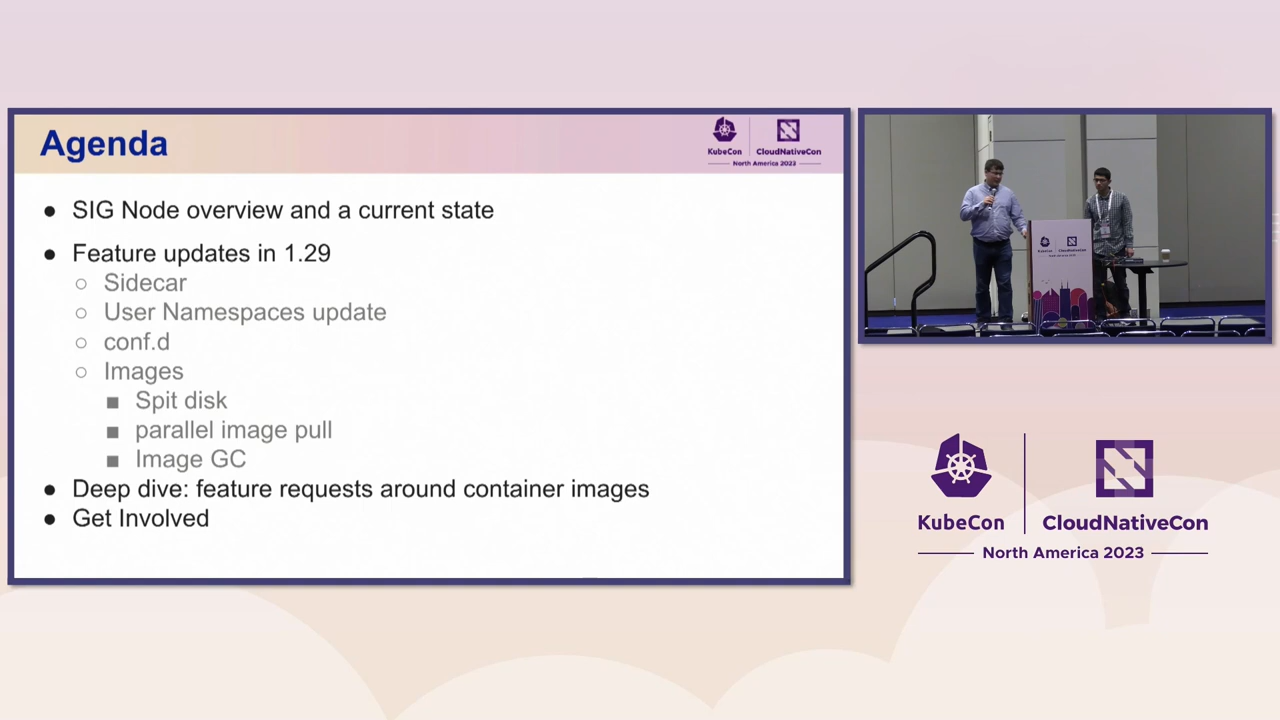 Agenda
KubeCon
CloudNativeCon
North America 2023
● SIG Node overview and a current state
● Feature updates in 1.29
○ Sidecar
○ User Namespaces update
○ conf.d
○ Images
■ Spit disk
■ parallel image pull
■ Image GC
● Deep dive: feature requests around container images
● Get Involved
KubeCon
CloudNativeCon
North America 2023